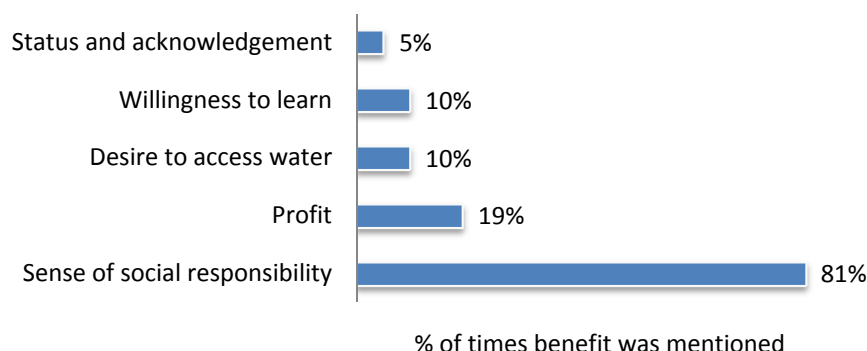 Status and acknowledgement 5%
Willingness to learn 10%
Desire to access water 10%
Profit 19%
Sense of social responsibility 81%
% of times benefit was mentioned